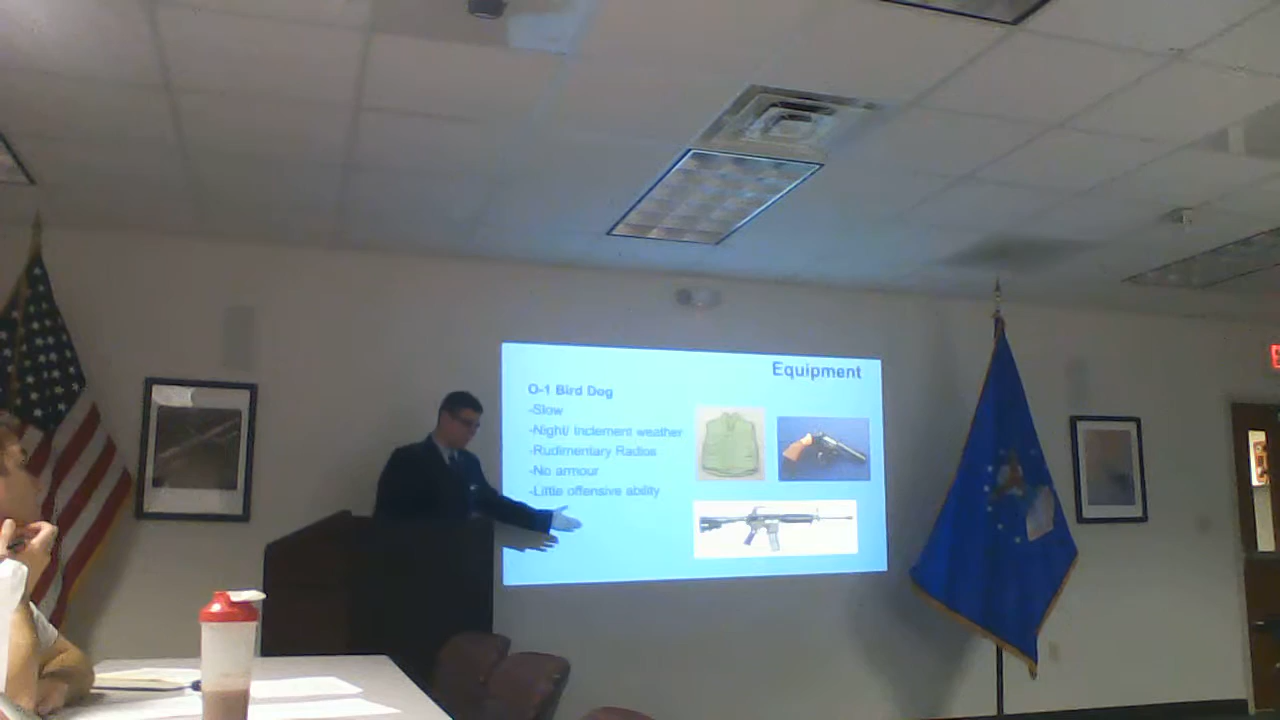 Equipment
O-1 Bird Dog
-Slow
-Night/ Inclement weather
-Rudimentary Radios
-No armour
-Little offensive ability
E